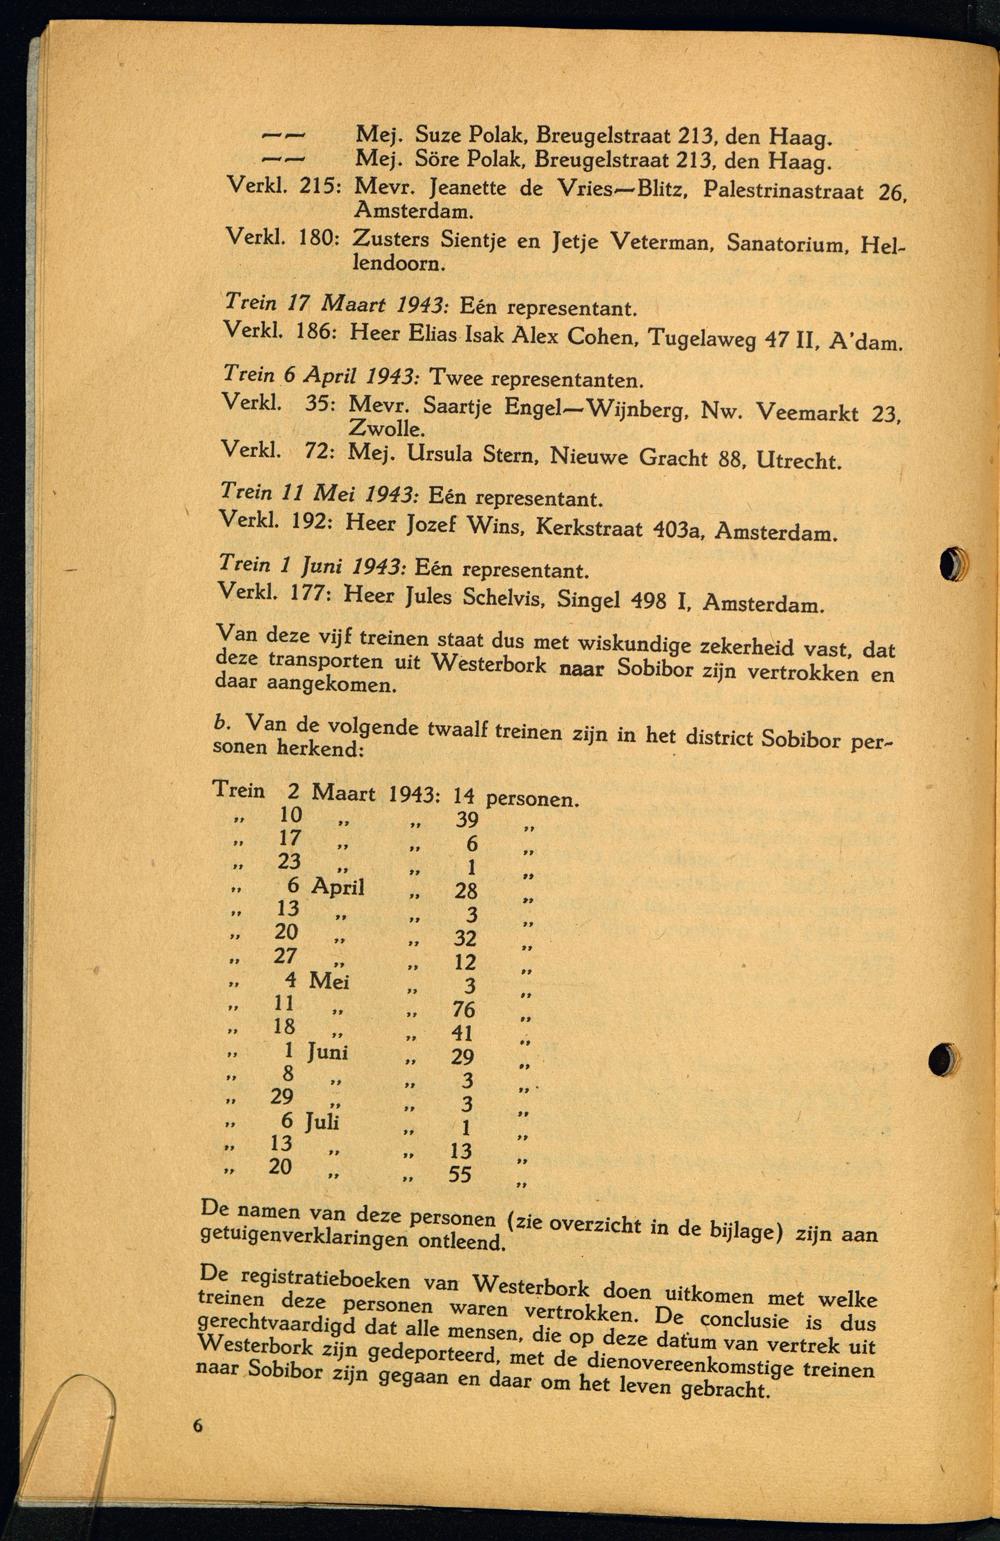 ~~ Mej. Suze Polak, Breugelstraat 213, den Haag.
~~ Mej. Söre Polak, Breugelstraat 213, den Haag.
Verkl. 215: Mevr. Jeanette de Vries—Blitz, Palestrinastraat 26,
Amsterdam.
Verkl. 180: Zusters Sientje en Jetje Veterman, Sanatorium, Hel-
lendoorn.
Trein 17 Maart 1943: Eén representant.
Verkl. 186: Heer Elias Isak Alex Cohen, Tugelaweg 47 II, A'dam.
Trein 6 April 1943: Twee representanten.
Verkl. 35: Mevr. Saartje Engel—Wijnberg, Nw. Veemarkt 23,
Zwolle.
Verkl. 72: Mej. Ursula Stern, Nieuwe Gracht 88, Utrecht.
Trein 11 Mei 1943: Eén representant.
Verkl. 192: Heer Jozef Wins, Kerkstraat 403a, Amsterdam.
Trein 1 Juni 1943: Eén representant.
Verkl. 177: Heer Jules Schelvis, Singel 498 I, Amsterdam.
Van deze vijf treinen staat dus met wiskundige zekerheid vast, dat
deze transporten uit Westerbork naar Sobibor zijn vertrokken en
daar aangekomen.
b. Van de volgende twaalf treinen zijn in het district Sobibor per-
sonen herkend:
Trein 2 Maart 1943: 14 personen.
„ 10 „ „ 39 „
„ 17 „ „ 6 „
„ 23 „ „ 1 „
„ 6 April „ 28 „
„ 13 „ „ 3 „
„ 20 „ „ 32 „
„ 27 „ „ 12 „
„ 4 Mei „ 3 „
„ 11 „ „ 76 „
„ 18 „ „ 41 „
„ 1 Juni „ 29 „
„ 8 „ „ 3 „
„ 29 „ „ 3 „
„ 6 Juli „ 1 „
„ 13 „ „ 13 „
„ 20 „ „ 55 „
De namen van deze personen (zie overzicht in de bijlage) zijn aan
getuigenverklaringen ontleend.
De registratieboeken van Westerbork doen uitkomen met welke
treinen deze personen waren vertrokken. De conclusie is dus
gerechtvaardigd dat alle mensen, die op deze datum van vertrek uit
Westerbork zijn gedeporteerd, met de dienovereenkomstige treinen
naar Sobibor zijn gegaan en daar om het leven gebracht.
6